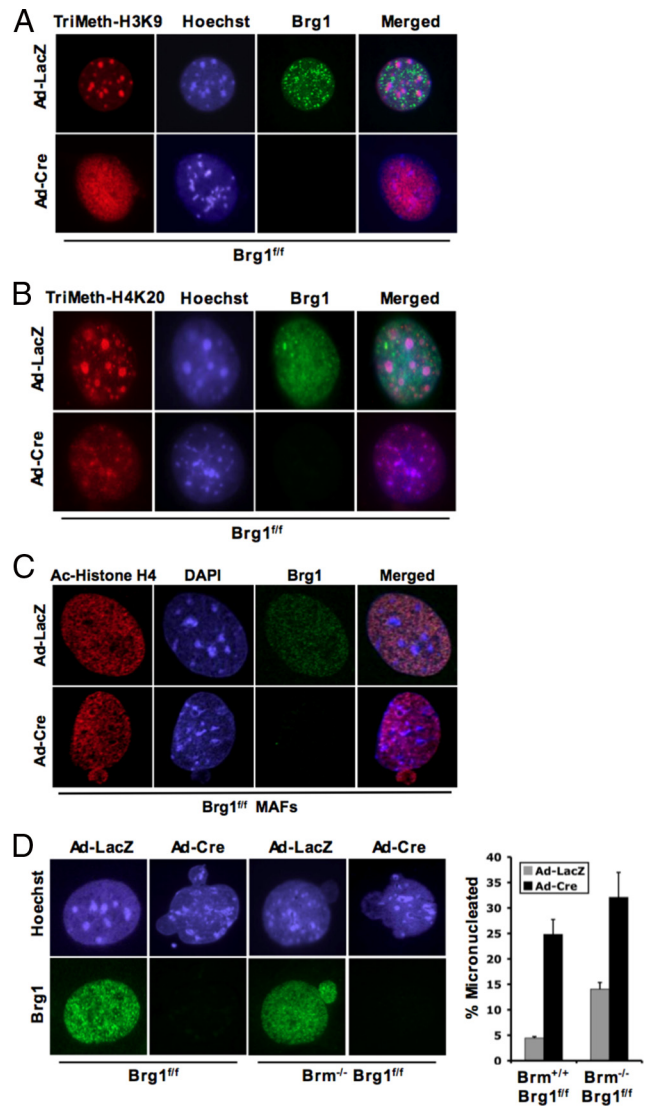 A
TriMeth-H3K9 Hoechst Brg1 Merged
Ad-LacZ
Ad-Cre
Brg1f/f
B
TriMeth-H4K20 Hoechst Brg1 Merged
Ad-LacZ
Ad-Cre
Brg1f/f
C
Ac-Histone H4 DAPI Brg1 Merged
Ad-LacZ
Ad-Cre
Brg1f/f MAFs
D
Ad-LacZ Ad-Cre Ad-LacZ Ad-Cre
Hoechst
Brg1
Brg1f/f Brm-/- Brg1f/f
% Micronucleated
40
35
30
25
20
15
10
5
0
Ad-LacZ
Ad-Cre
Brm+/+ Brm-/-
Brg1f/f Brg1f/f